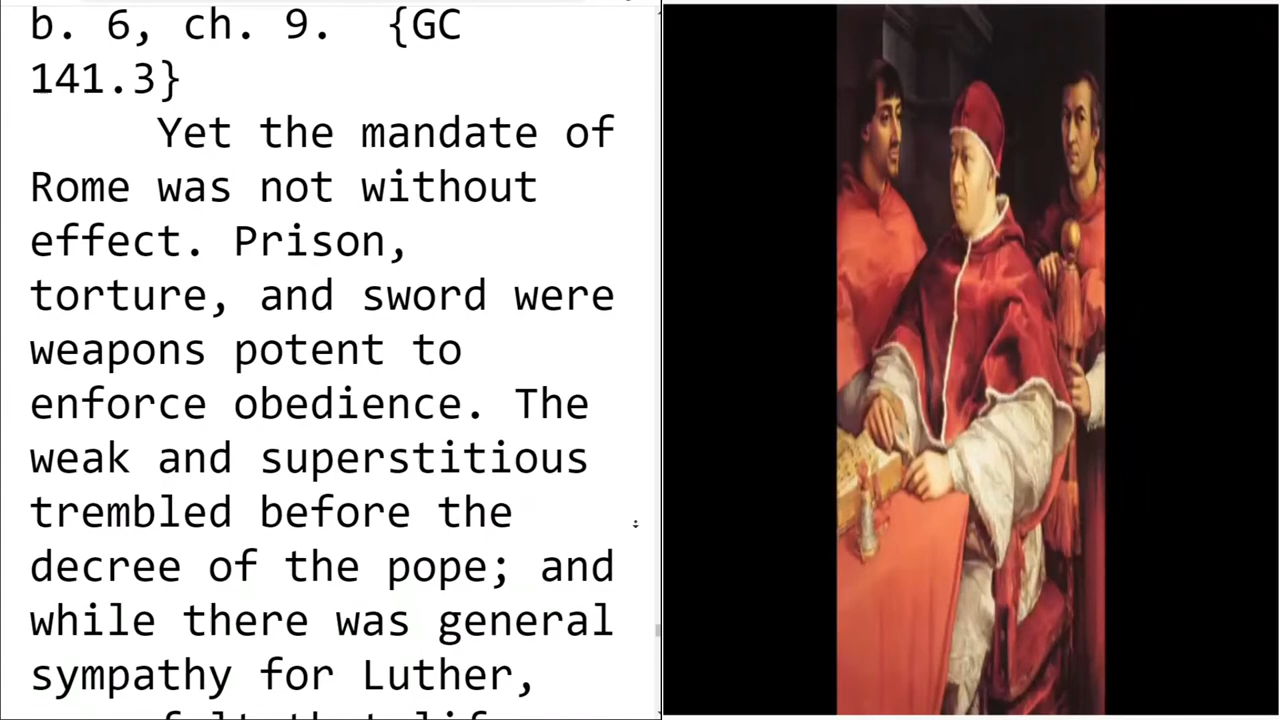 b. 6, ch. 9.  {GC
141.3}
Yet the mandate of
Rome was not without
effect. Prison,
torture, and sword were
weapons potent to
enforce obedience. The
weak and superstitious
trembled before the
decree of the pope; and
while there was general
sympathy for Luther,